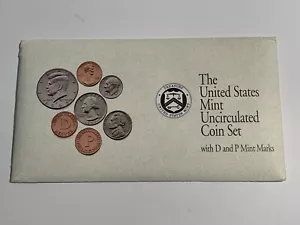 The
United States
Mint
Uncirculated
Coin Set
with D and P Mint Marks
D
P